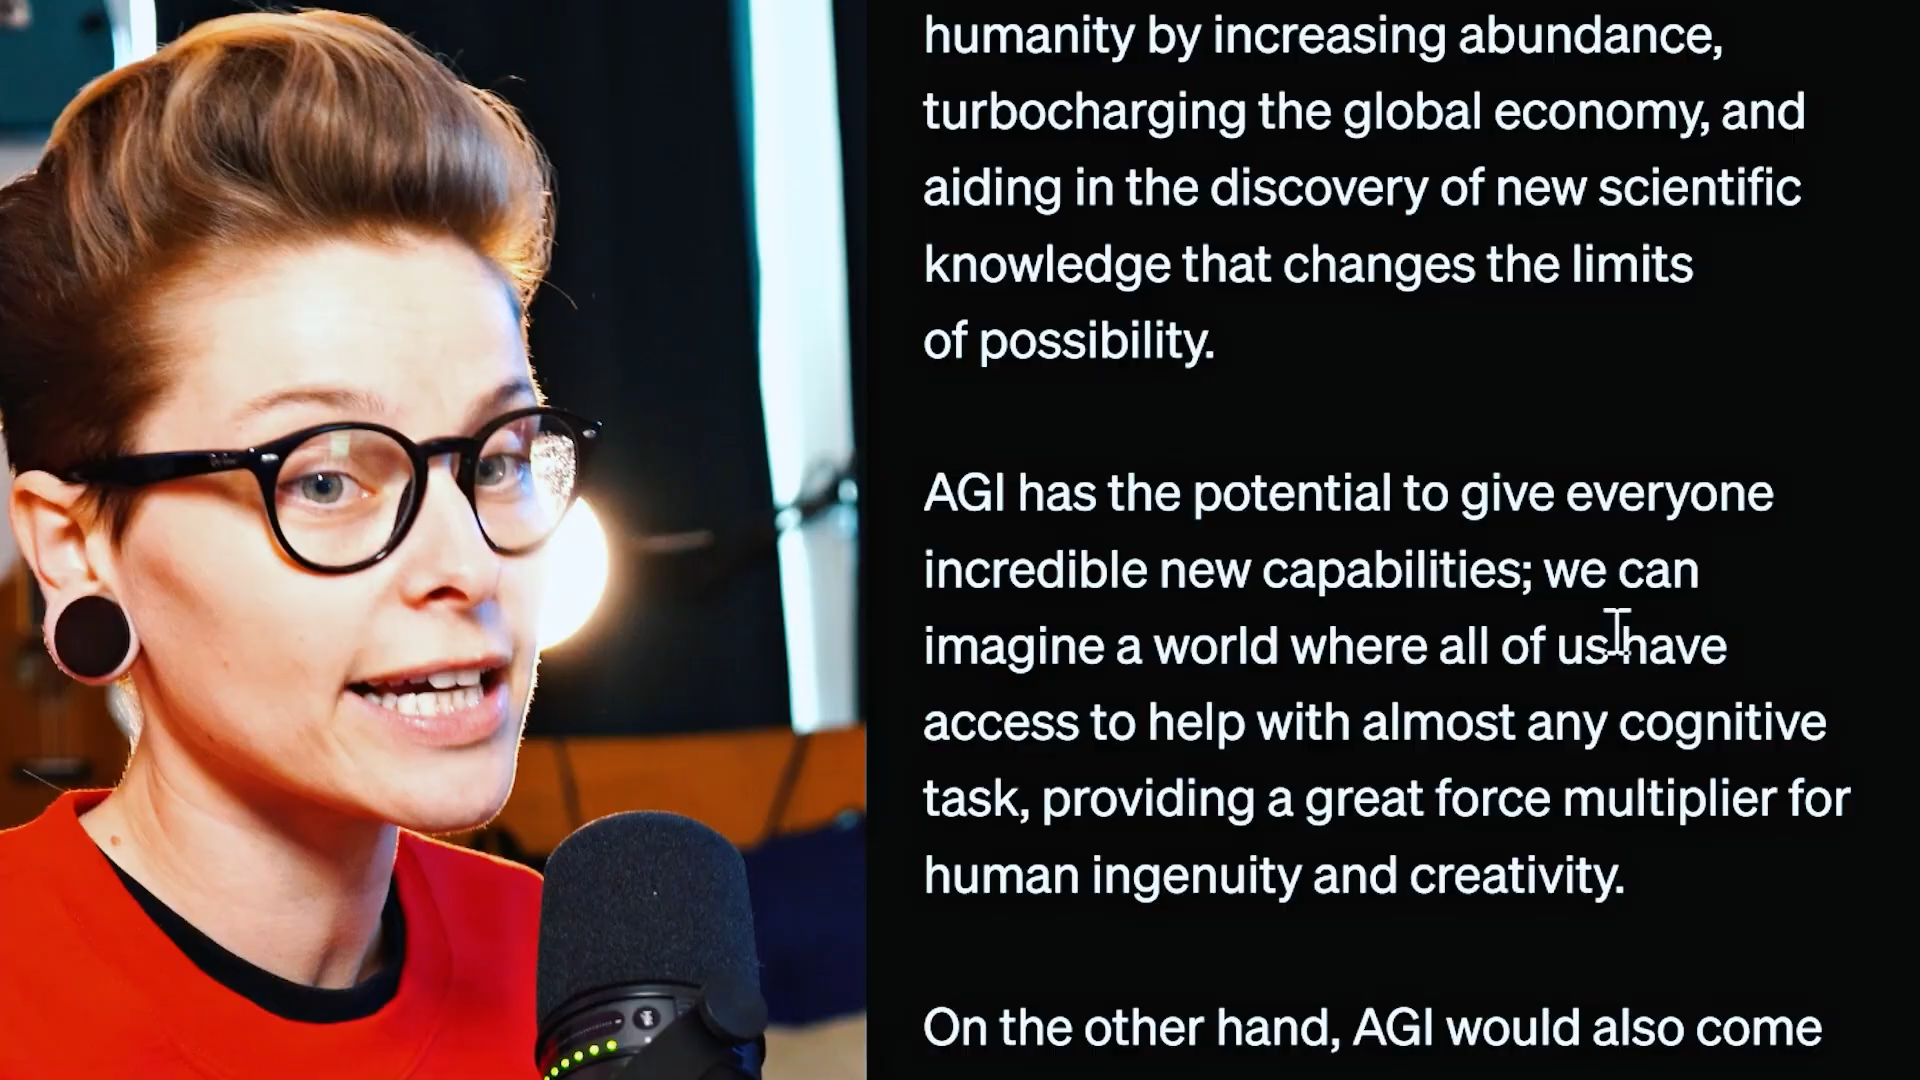 humanity by increasing abundance,
turbocharging the global economy, and
aiding in the discovery of new scientific
knowledge that changes the limits
of possibility.
AGI has the potential to give everyone
incredible new capabilities; we can
imagine a world where all of us have
access to help with almost any cognitive
task, providing a great force multiplier for
human ingenuity and creativity.
On the other hand, AGI would also come